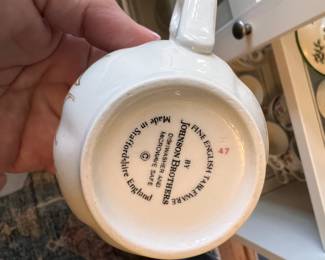 FINE ENGLISH TABLEWARE
BY
JOHNSON BROTHERS
DISHWASHER AND
MICROWAVE SAFE
©
Made in Staffordshire England
47